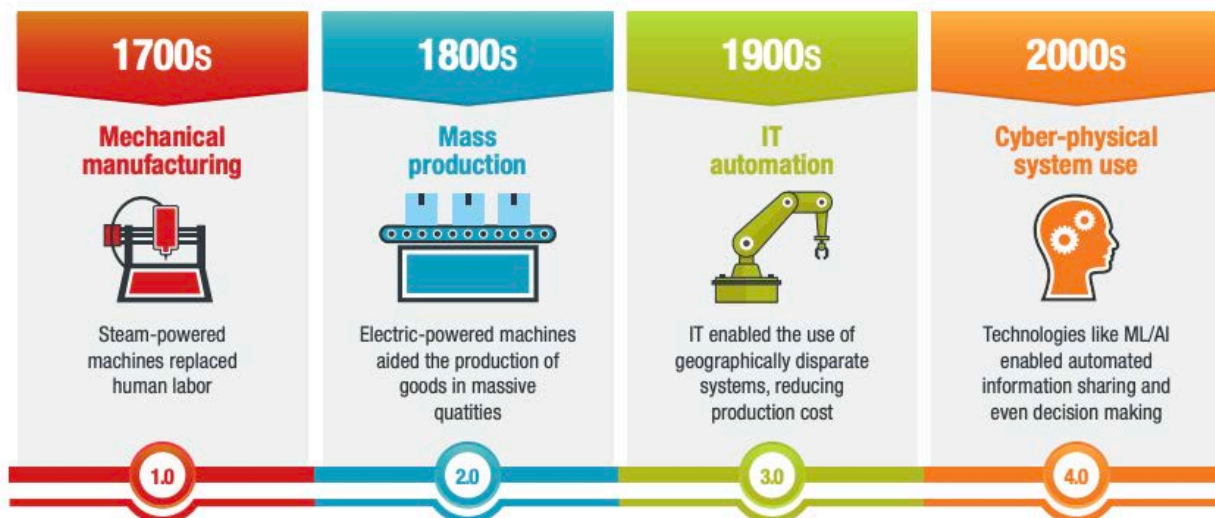 1700s
Mechanical
manufacturing
Steam-powered
machines replaced
human labor
1.0
1800s
Mass
production
Electric-powered machines
aided the production of
goods in massive
quatities
2.0
1900s
IT
automation
IT enabled the use of
geographically disparate
systems, reducing
production cost
3.0
2000s
Cyber-physical
system use
Technologies like ML/AI
enabled automated
information sharing and
even decision making
4.0